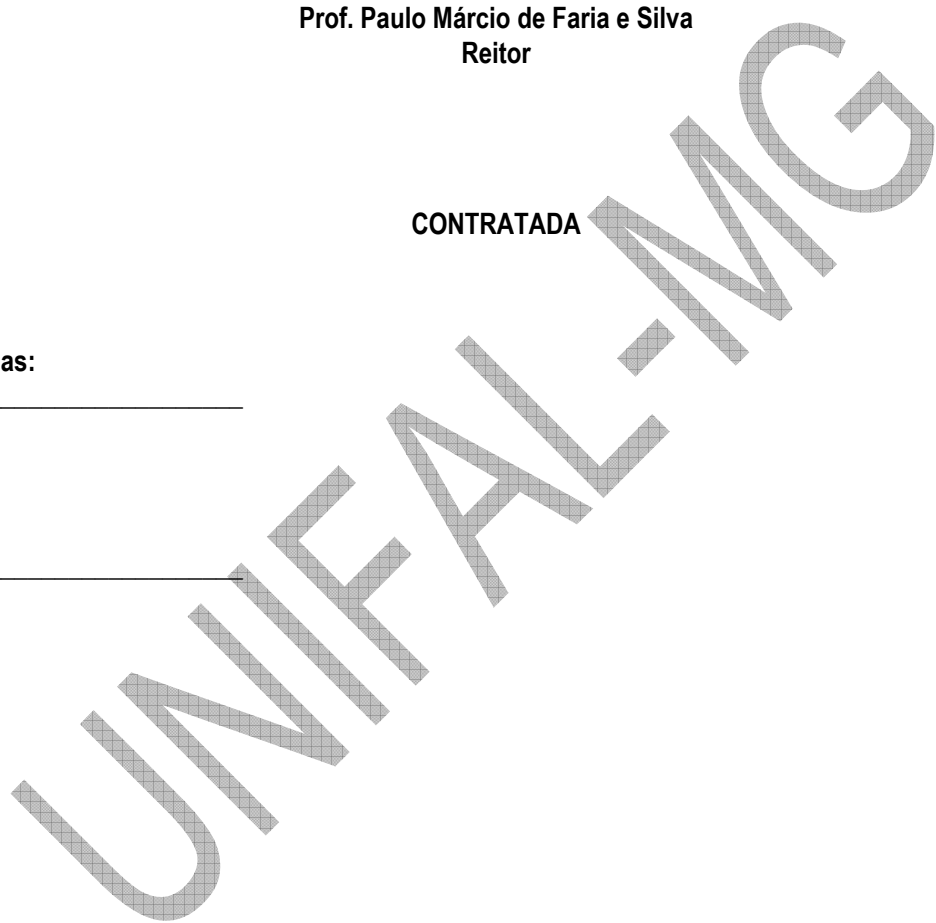 Prof. Paulo Márcio de Faria e Silva
Reitor
CONTRATADA
as:
UNIFAL-MG